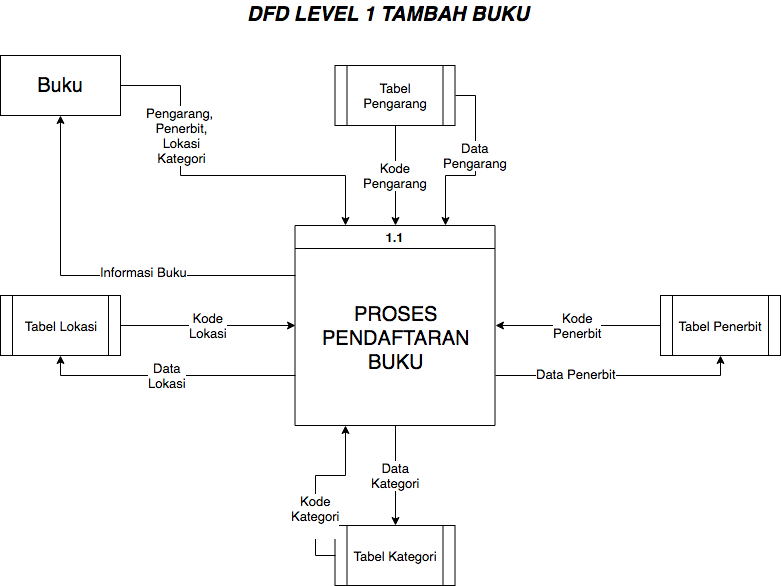 DFD LEVEL 1 TAMBAH BUKU
Buku
Pengarang,
Penerbit,
Lokasi
Kategori
Tabel
Pengarang
Kode
Pengarang
Data
Pengarang
1.1
PROSES
PENDAFTARAN
BUKU
Informasi Buku
Tabel Lokasi
Kode
Lokasi
Data
Lokasi
Kode
Penerbit
Tabel Penerbit
Data Penerbit
Data
Kategori
Kode
Kategori
Tabel Kategori